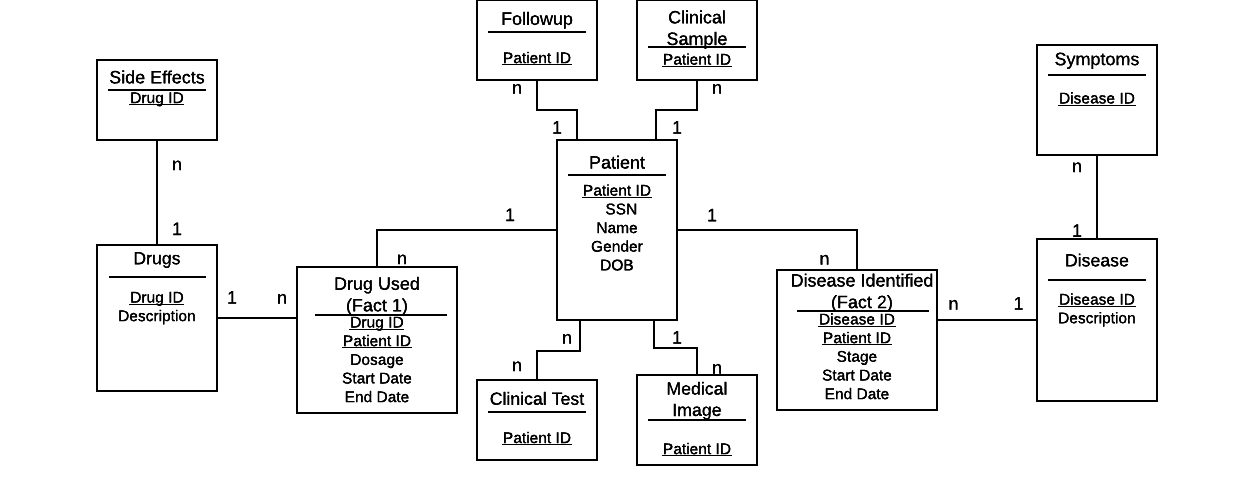 Followup
Patient ID
n
Clinical
Sample
Patient ID
n
Side Effects
Drug ID
n
1
Symptoms
Disease ID
n
1
1
1
Patient
Patient ID
SSN
Name
Gender
DOB
1
n
1
n
Drugs
Drug ID
Description
1
n
Drug Used
(Fact 1)
Drug ID
Patient ID
Dosage
Start Date
End Date
Disease Identified
(Fact 2)
Disease ID
Patient ID
Stage
Start Date
End Date
n
1
Disease
Disease ID
Description
n
n
Clinical Test
Patient ID
1
n
Medical
Image
Patient ID